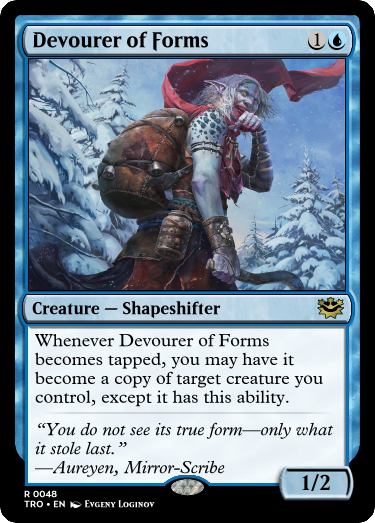 Devourer of Forms 1
Creature — Shapeshifter
Whenever Devourer of Forms
becomes tapped, you may have it
become a copy of target creature you
control, except it has this ability.
“You do not see its true form—only what
it stole last.”
—Aureyen, Mirror-Scribe
1/2
R 0048
TRO • EN Evgeny Loginov